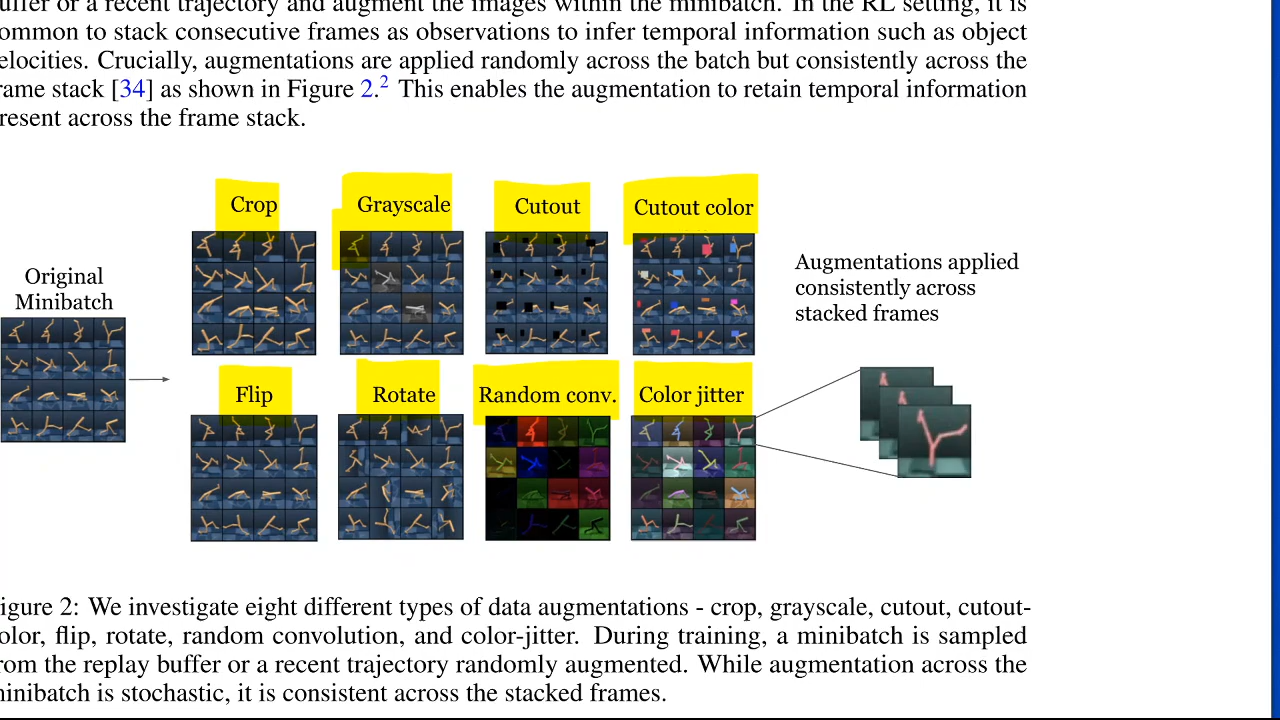 uffer or a recent trajectory and augment the images within the minibatch. In the RL setting, it is
ommon to stack consecutive frames as observations to infer temporal information such as object
elocities. Crucially, augmentations are applied randomly across the batch but consistently across the
rame stack [34] as shown in Figure 2.² This enables the augmentation to retain temporal information
resent across the frame stack.
Crop
Grayscale
Cutout
Cutout color
Original
Minibatch
Augmentations applied
consistently across
stacked frames
Flip
Rotate
Random conv.
Color jitter
igure 2: We investigate eight different types of data augmentations - crop, grayscale, cutout, cutout-
olor, flip, rotate, random convolution, and color-jitter. During training, a minibatch is sampled
rom the replay buffer or a recent trajectory randomly augmented. While augmentation across the
ninibatch is stochastic, it is consistent across the stacked frames.